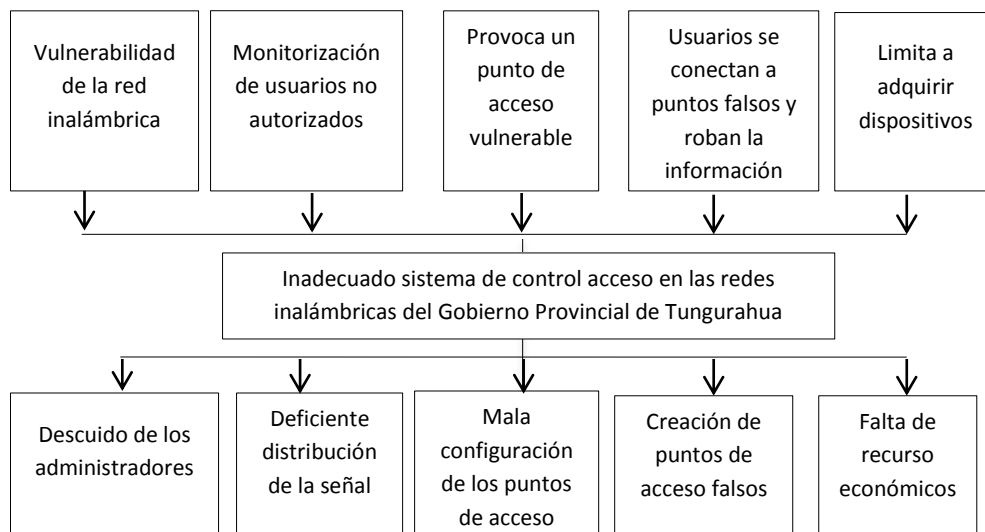 Vulnerabilidad
de la red
inalámbrica
Monitorización
de usuarios no
autorizados
Provoca un
punto de
acceso
vulnerable
Usuarios se
conectan a
puntos falsos y
roban la
información
Limita a
adquirir
dispositivos
Inadecuado sistema de control acceso en las redes
inalámbricas del Gobierno Provincial de Tungurahua
Descuido de los
administradores
Deficiente
distribución
de la señal
Mala
configuración
de los puntos
de acceso
Creación de
puntos de
acceso falsos
Falta de
recurso
económicos